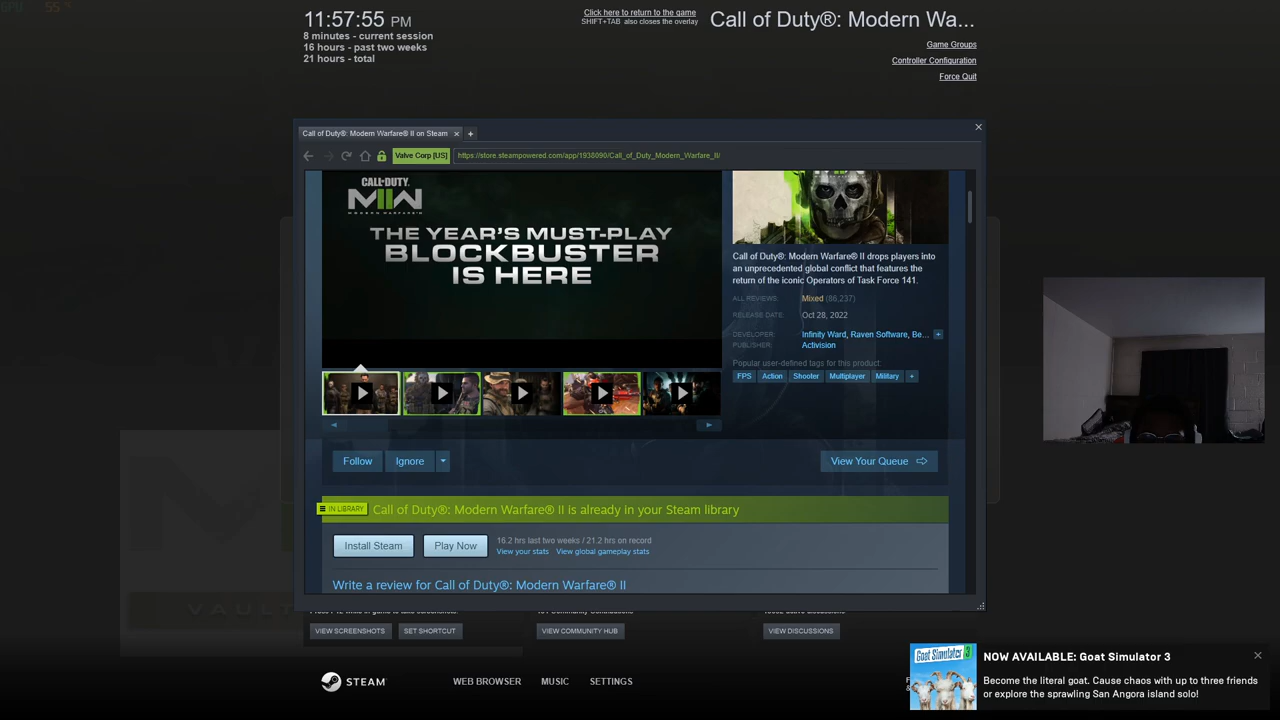 GPU 55
11:57:55 PM
8 minutes - current session
16 hours - past two weeks
21 hours - total
Click here to return to the game
SHIFT+TAB also closes the overlay
Call of Duty®: Modern Wa...
Game Groups
Controller Configuration
Force Quit
Call of Duty®: Modern Warfare® II on Steam
Valve Corp [US]
https://store.steampowered.com/app/1938090/Call_of_Duty_Modern_Warfare_II/
CALL OF DUTY
MWII
MODERN WARFARE II
THE YEAR'S MUST-PLAY
BLOCKBUSTER
IS HERE
Call of Duty®: Modern Warfare® II drops players into
an unprecedented global conflict that features the
return of the iconic Operators of Task Force 141.
ALL REVIEWS: Mixed (86,237)
RELEASE DATE: Oct 28, 2022
DEVELOPER: Infinity Ward, Raven Software, Be... +
PUBLISHER: Activision
Popular user-defined tags for this product:
FPS Action Shooter Multiplayer Military +
Follow
Ignore
View Your Queue
IN LIBRARY
Call of Duty®: Modern Warfare® II is already in your Steam library
Install Steam
Play Now
16.2 hrs last two weeks / 21.2 hrs on record
View your stats View global gameplay stats
Write a review for Call of Duty®: Modern Warfare® II
VAULT
VIEW SCREENSHOTS
SET SHORTCUT
VIEW COMMUNITY HUB
VIEW DISCUSSIONS
STEAM
WEB BROWSER
MUSIC
SETTINGS
Goat Simulator 3
NOW AVAILABLE: Goat Simulator 3
Become the literal goat. Cause chaos with up to three friends
or explore the sprawling San Angora island solo!